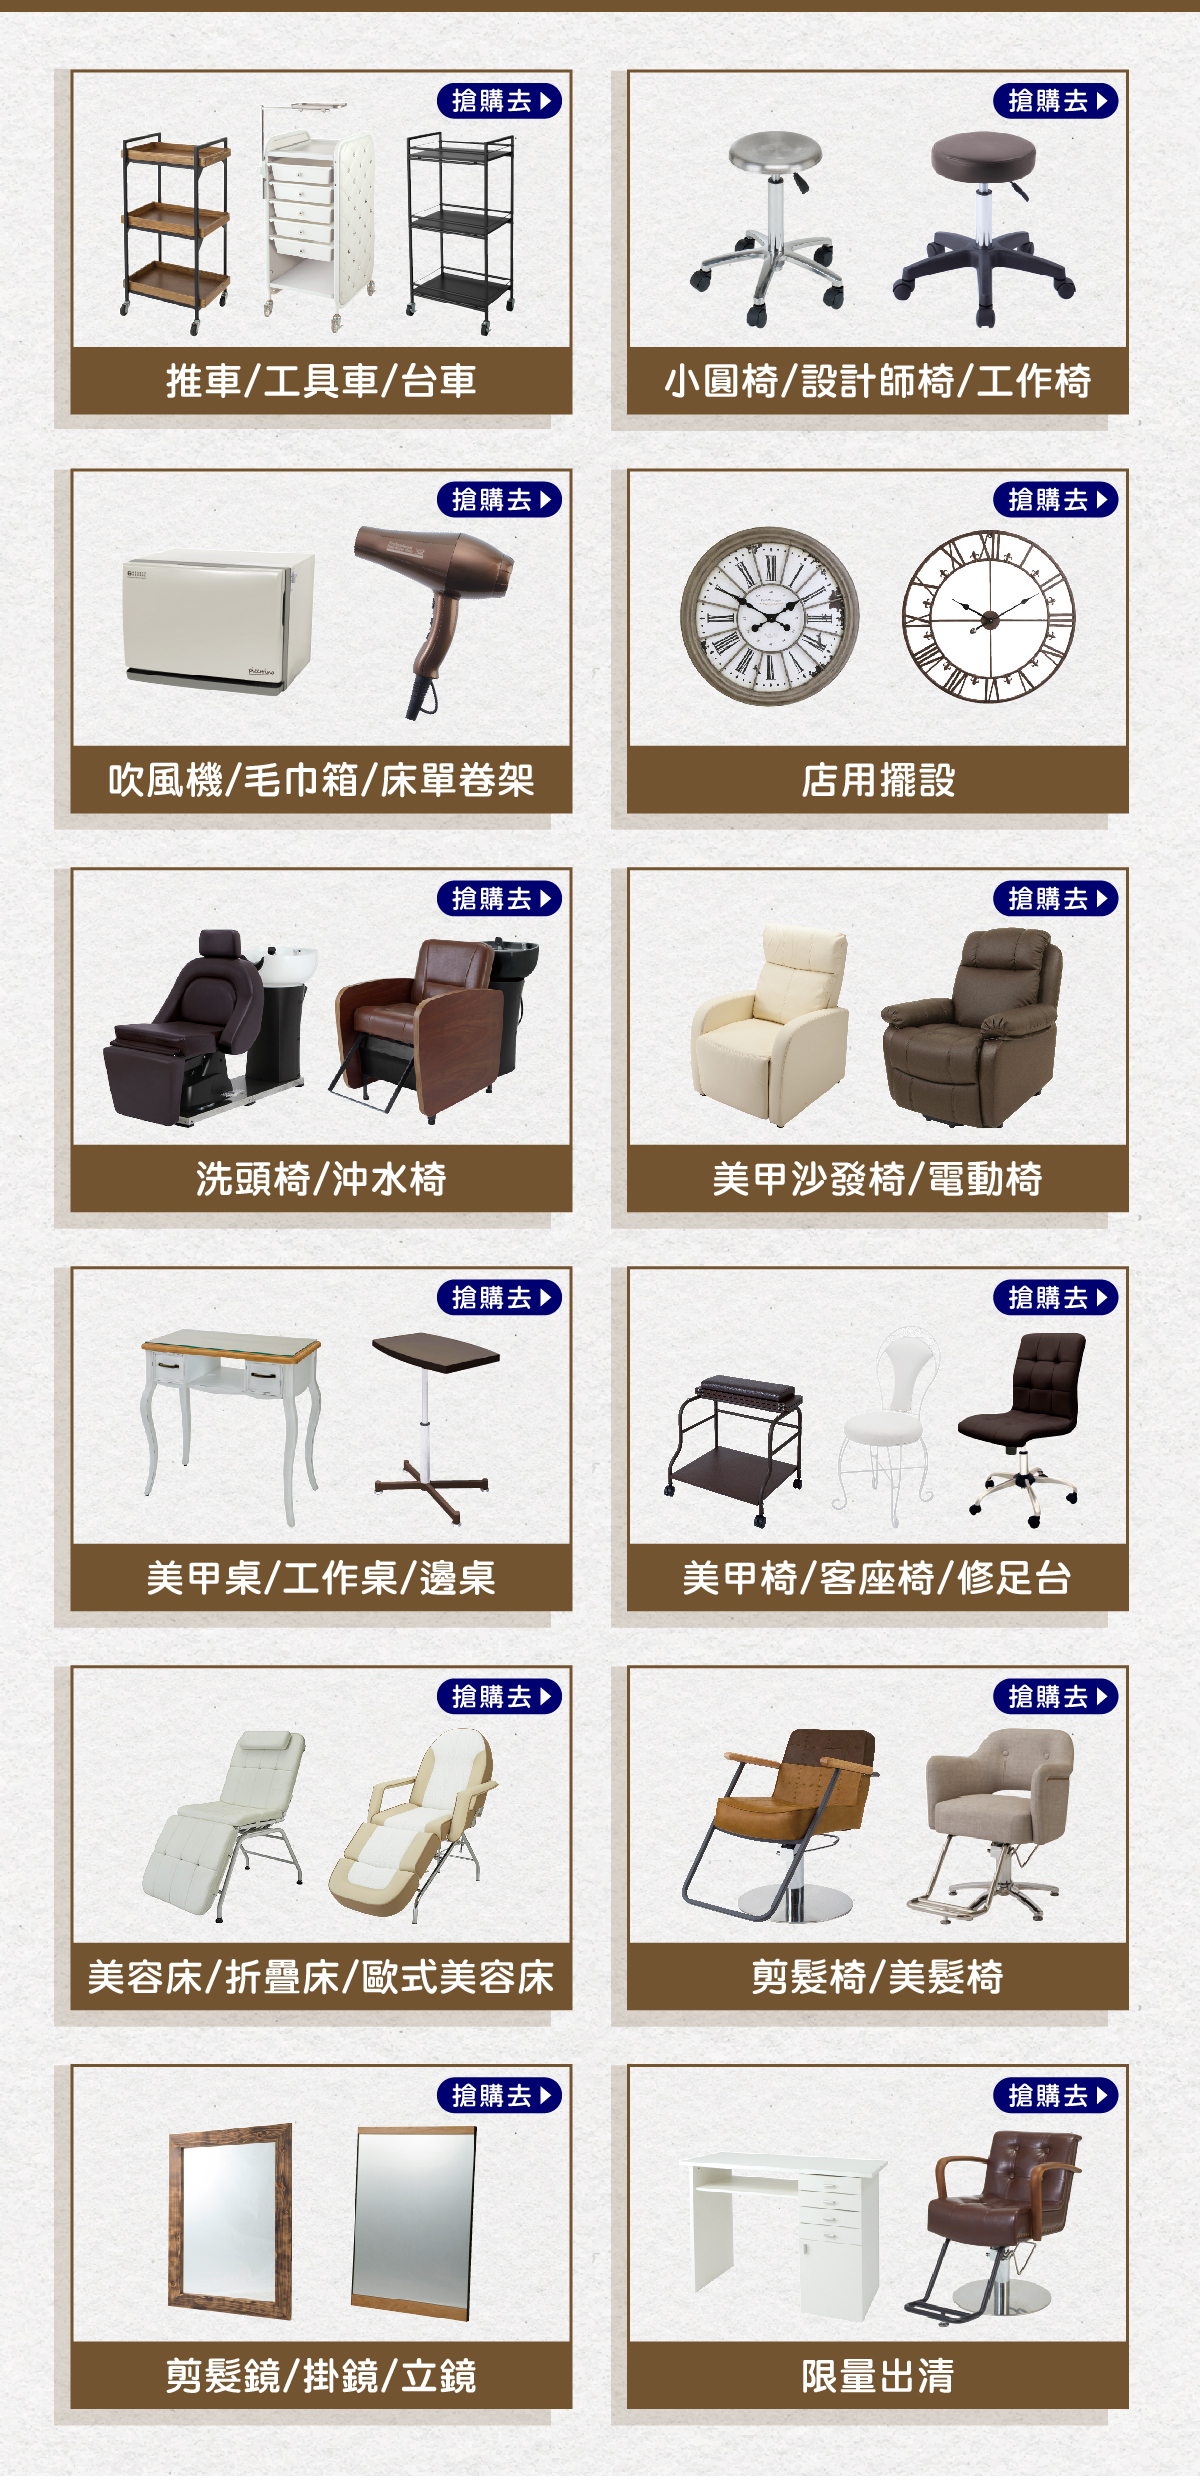 搶購去
搶購去
推車/工具車/台車
小圓椅/設計師椅/工作椅
搶購去
搶購去
吹風機/毛巾箱/床單卷架
店用擺設
搶購去
搶購去
洗頭椅/沖水椅
美甲沙發椅/電動椅
搶購去
搶購去
美甲桌/工作桌/邊桌
美甲椅/客座椅/修足台
搶購去
搶購去
美容床/折疊床/歐式美容床
剪髮椅/美髮椅
搶購去
搶購去
剪髮鏡/掛鏡/立鏡
限量出清